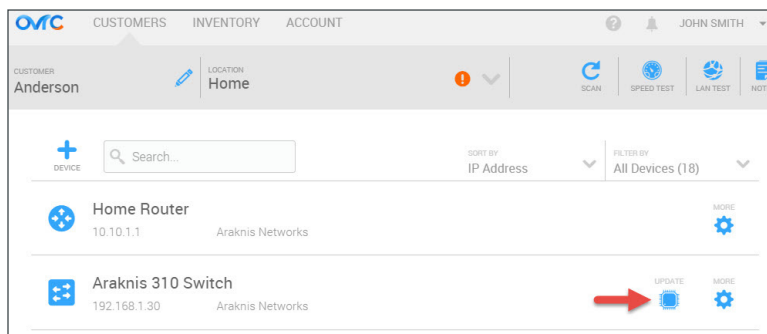 OvrC CUSTOMERS INVENTORY ACCOUNT ? JOHN SMITH
CUSTOMER LOCATION
Anderson Home ! SCAN SPEED TEST LAN TEST
DEVICE Search... SORT BY IP Address FILTER BY All Devices (18)
Home Router MORE
10.10.1.1 Araknis Networks
Araknis 310 Switch UPDATE MORE
192.168.1.30 Araknis Networks